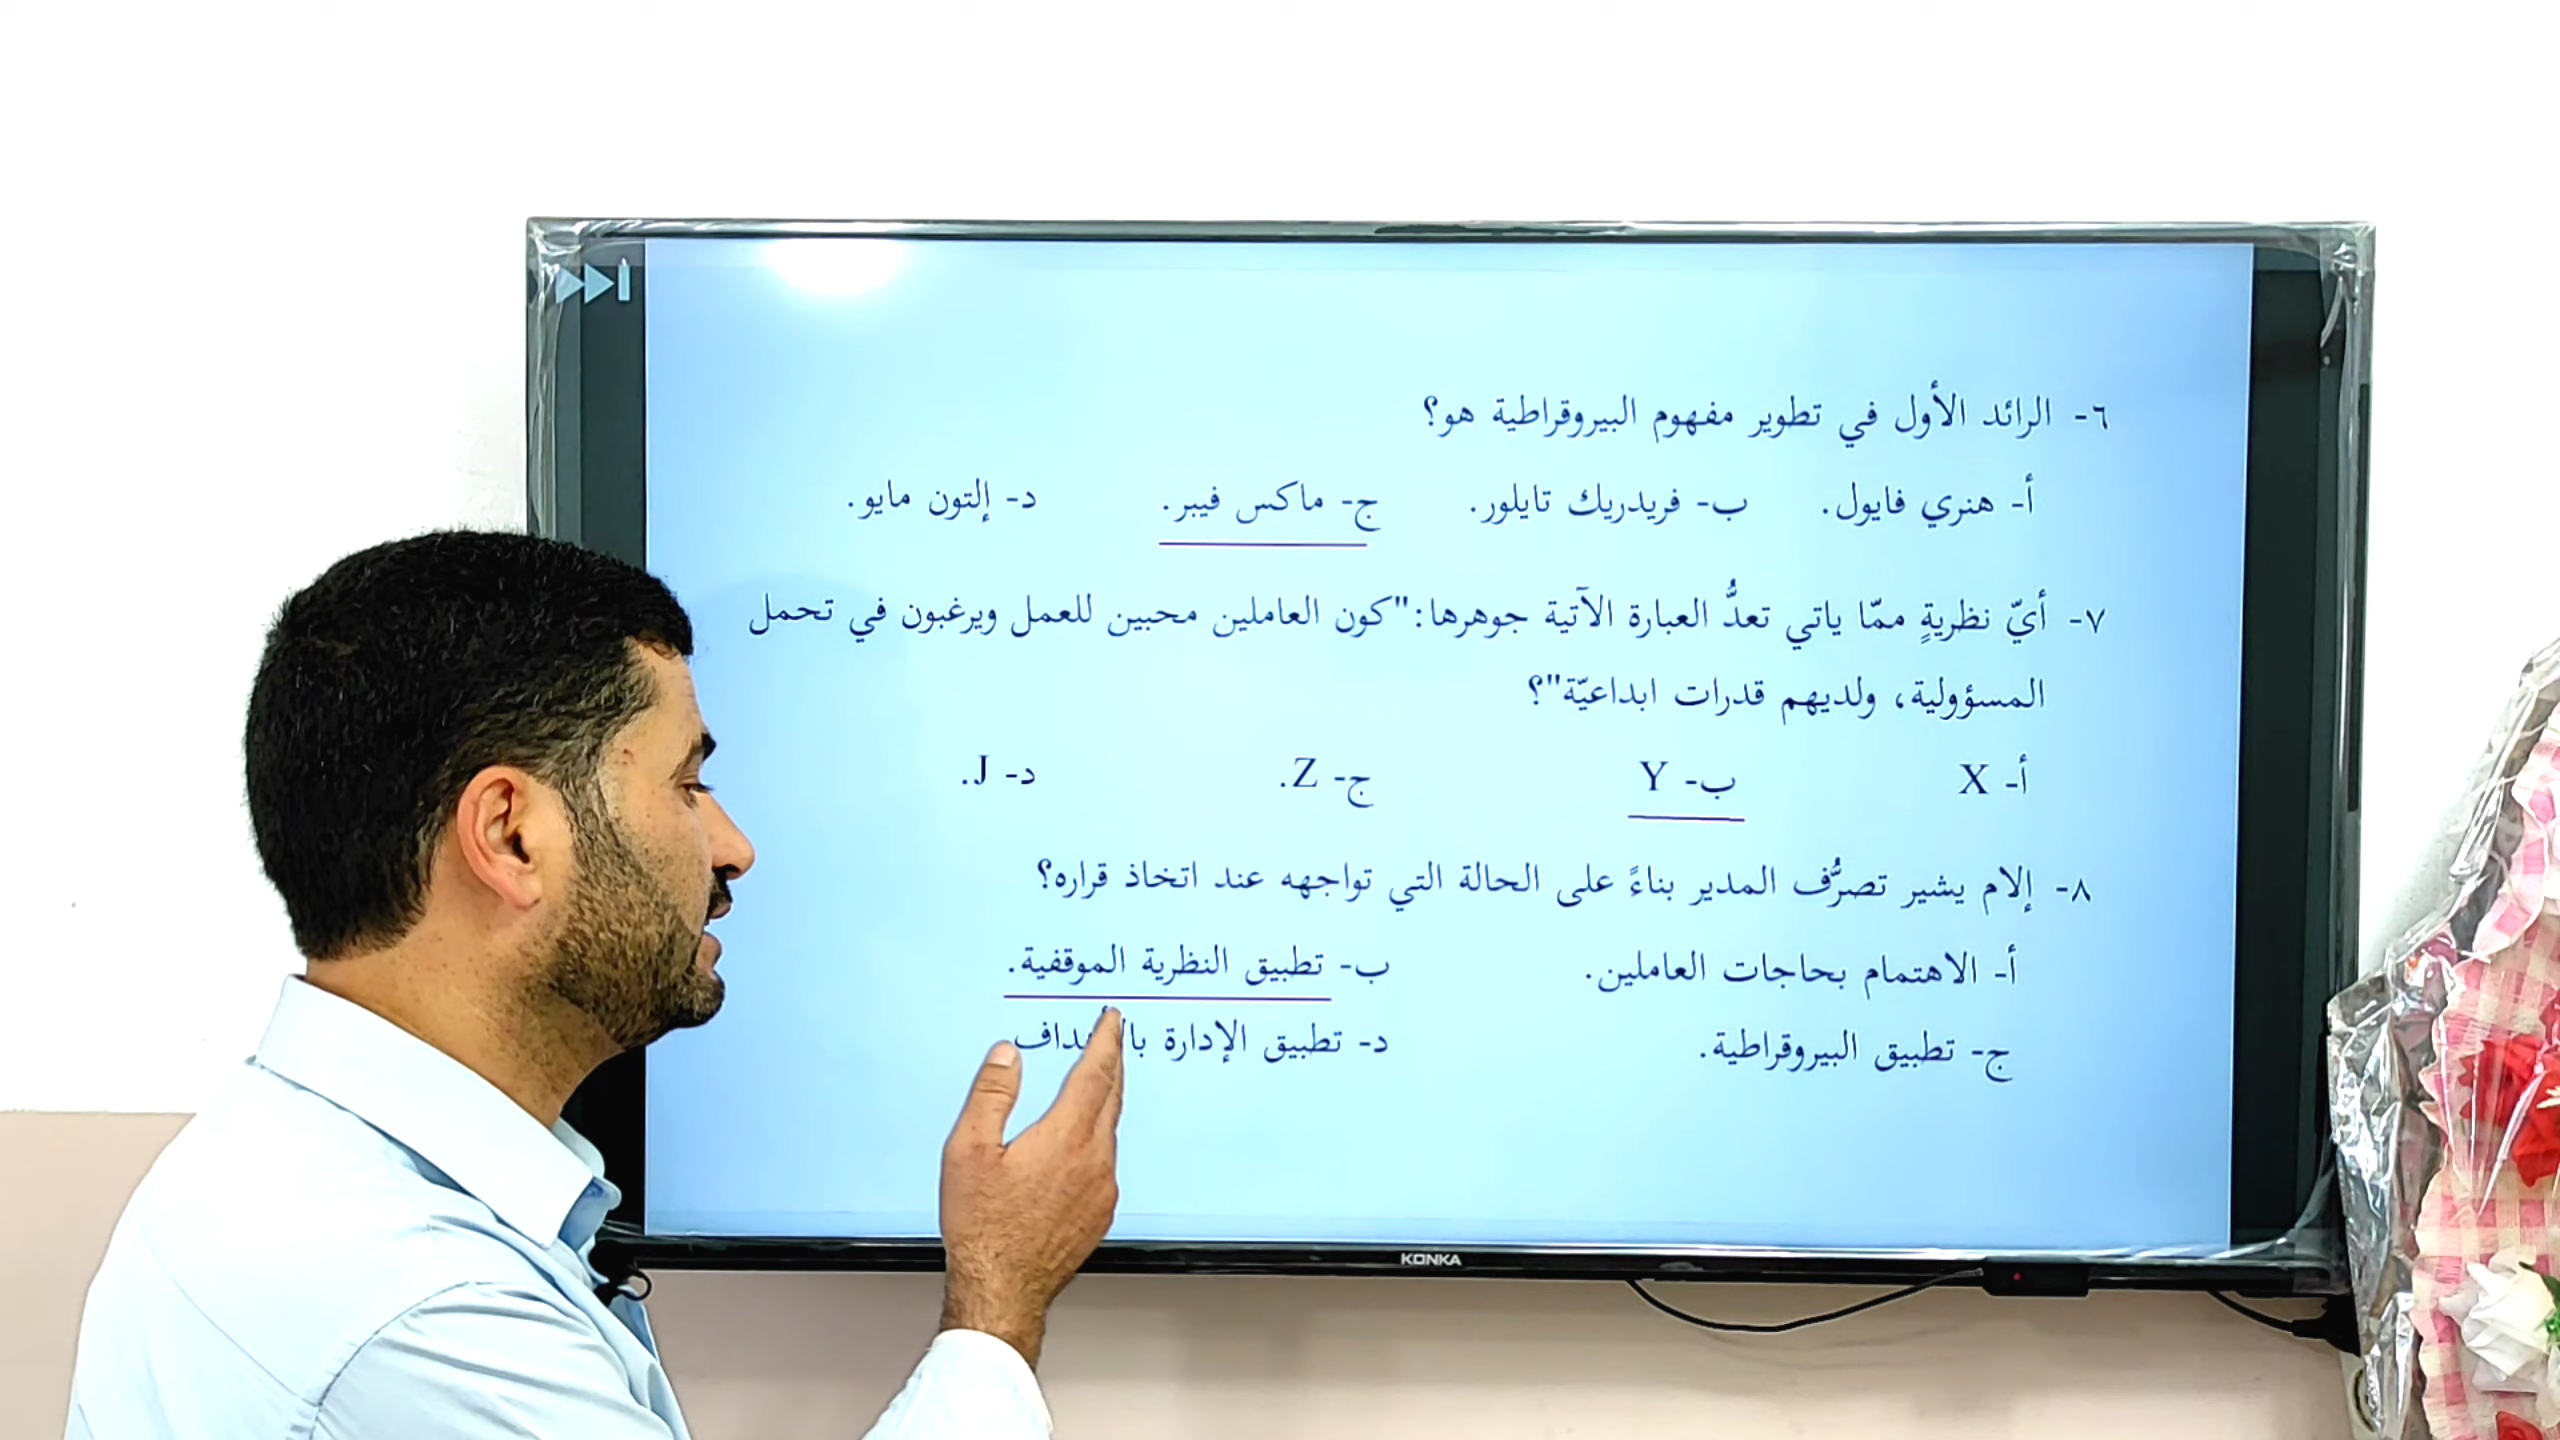 ٦- الرائد الأول في تطوير مفهوم البيروقراطية هو؟
أ- هنري فايول. ب- فريدريك تايلور. ج- ماكس فيبر. د- إلتون مايو.
٧- أيّ نظريةٍ ممّا ياتي تعدُّ العبارة الآتية جوهرها:"كون العاملين محبين للعمل ويرغبون في تحمل
المسؤولية، ولديهم قدرات ابداعيّة"؟
أ- X ب- Y ج- Z. د- J.
٨- إلام يشير تصرُّف المدير بناءً على الحالة التي تواجهه عند اتخاذ قراره؟
أ- الاهتمام بحاجات العاملين. ب- تطبيق النظرية الموقفية.
ج- تطبيق البيروقراطية. د- تطبيق الإدارة
KONKA